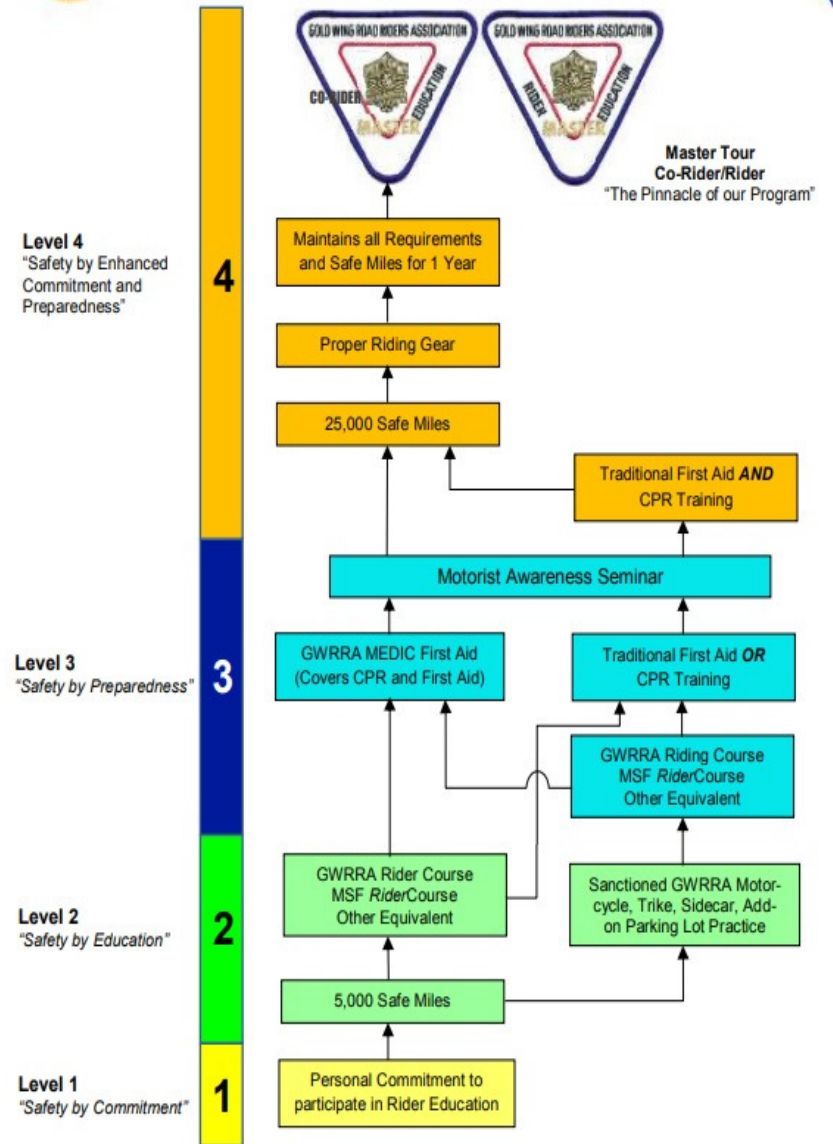 GOLD WING ROAD RIDERS ASSOCIATION
CO-RIDER
EDUCATION
MASTER
GOLD WING ROAD RIDERS ASSOCIATION
RIDER
EDUCATION
MASTER
Master Tour
Co-Rider/Rider
"The Pinnacle of our Program"
Level 4
"Safety by Enhanced
Commitment and
Preparedness"
4
Maintains all Requirements
and Safe Miles for 1 Year
Proper Riding Gear
25,000 Safe Miles
Traditional First Aid AND
CPR Training
Motorist Awareness Seminar
Level 3
"Safety by Preparedness"
3
GWRRA MEDIC First Aid
(Covers CPR and First Aid)
Traditional First Aid OR
CPR Training
GWRRA Riding Course
MSF RiderCourse
Other Equivalent
Level 2
"Safety by Education"
2
GWRRA Rider Course
MSF RiderCourse
Other Equivalent
Sanctioned GWRRA Motor-
cycle, Trike, Sidecar, Add-
on Parking Lot Practice
5,000 Safe Miles
Level 1
"Safety by Commitment"
1
Personal Commitment to
participate in Rider Education